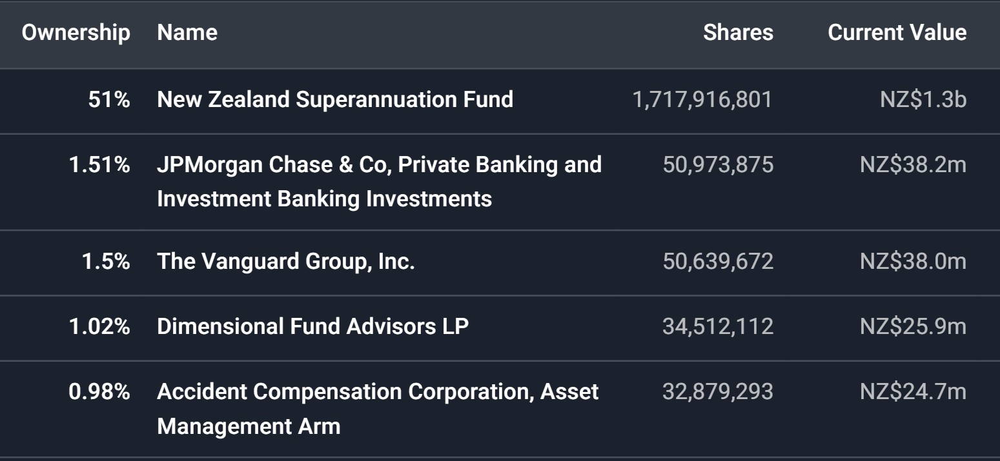 Ownership Name Shares Current Value
51% New Zealand Superannuation Fund 1,717,916,801 NZ$1.3b
1.51% JPMorgan Chase & Co, Private Banking and 50,973,875 NZ$38.2m
Investment Banking Investments
1.5% The Vanguard Group, Inc. 50,639,672 NZ$38.0m
1.02% Dimensional Fund Advisors LP 34,512,112 NZ$25.9m
0.98% Accident Compensation Corporation, Asset 32,879,293 NZ$24.7m
Management Arm